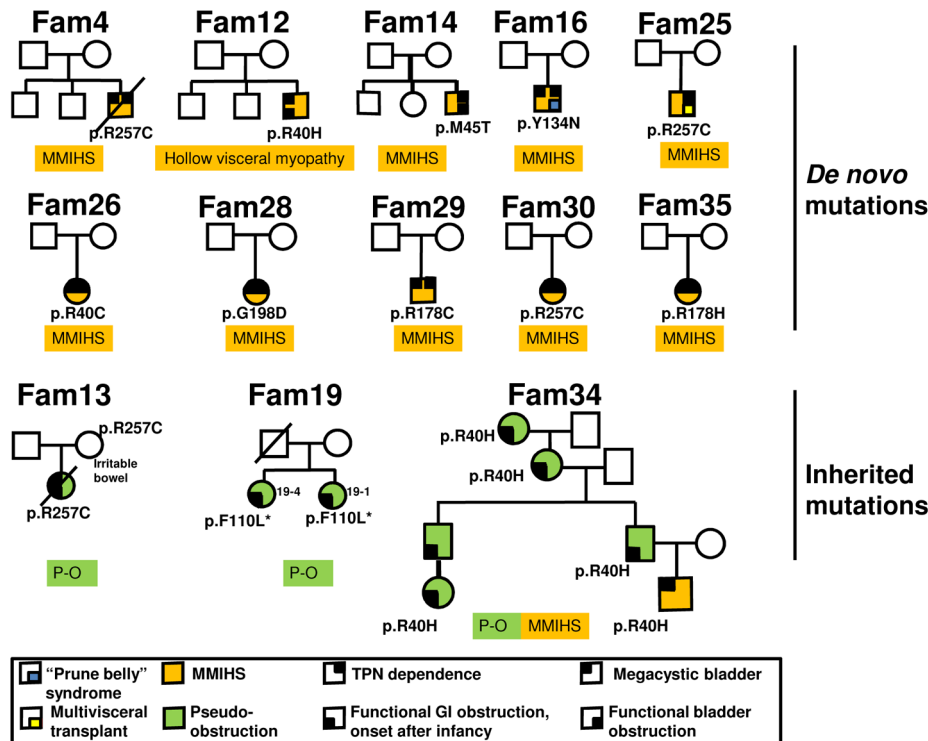 Fam4
Fam12
Fam14
Fam16
Fam25
p.R257C
p.R40H
p.M45T
p.Y134N
p.R257C
MMIHS
Hollow visceral myopathy
MMIHS
MMIHS
MMIHS
De novo
mutations
Fam26
Fam28
Fam29
Fam30
Fam35
p.R40C
p.G198D
p.R178C
p.R257C
p.R178H
MMIHS
MMIHS
MMIHS
MMIHS
MMIHS
Fam13
Fam19
Fam34
p.R257C
Irritable
bowel
p.R257C
P-O
19-4
19-1
p.F110L*
p.F110L*
P-O
p.R40H
p.R40H
p.R40H
p.R40H
p.R40H
P-O
MMIHS
Inherited
mutations
“Prune belly”
syndrome
MMIHS
TPN dependence
Megacystic bladder
Multivisceral
transplant
Pseudo-
obstruction
Functional GI obstruction,
onset after infancy
Functional bladder
obstruction